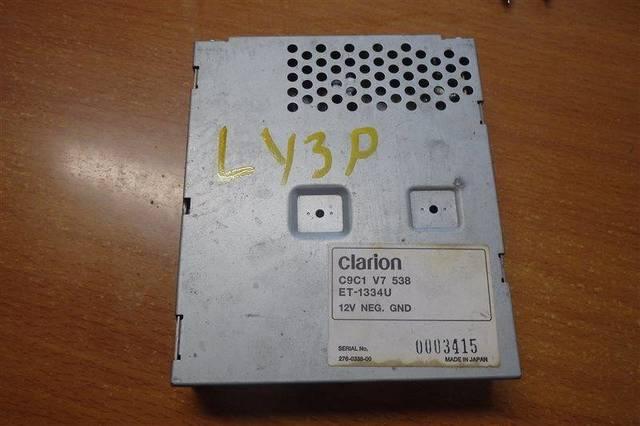 LY3P
clarion
C9C1 V7 538
ET-1334U
12V NEG. GND
SERIAL No. 0003415
276-0338-00 MADE IN JAPAN